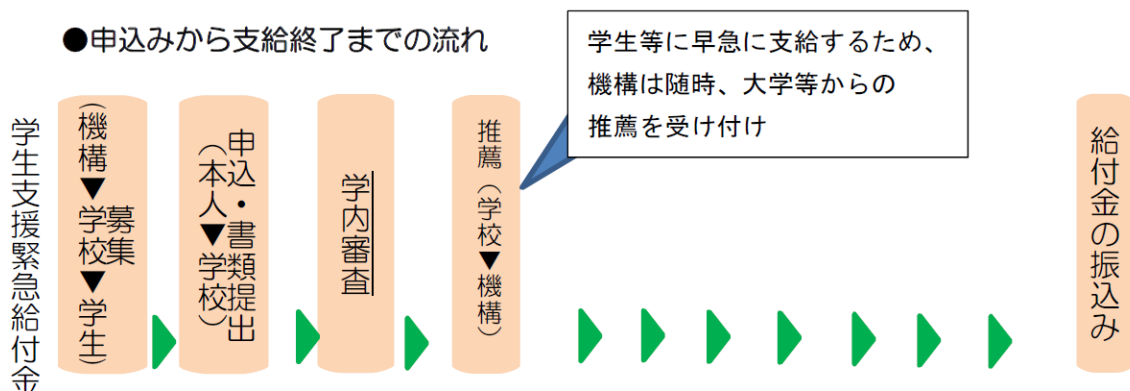 ●申込みから支給終了までの流れ
学生等に早急に支給するため、
機構は随時、大学等からの
推薦を受け付け
学生支援緊急給付金
募集
（機構▼学校▼学生）
申込・書類提出
（本人▼学校）
学内審査
推薦（学校▼機構）
給付金の振込み